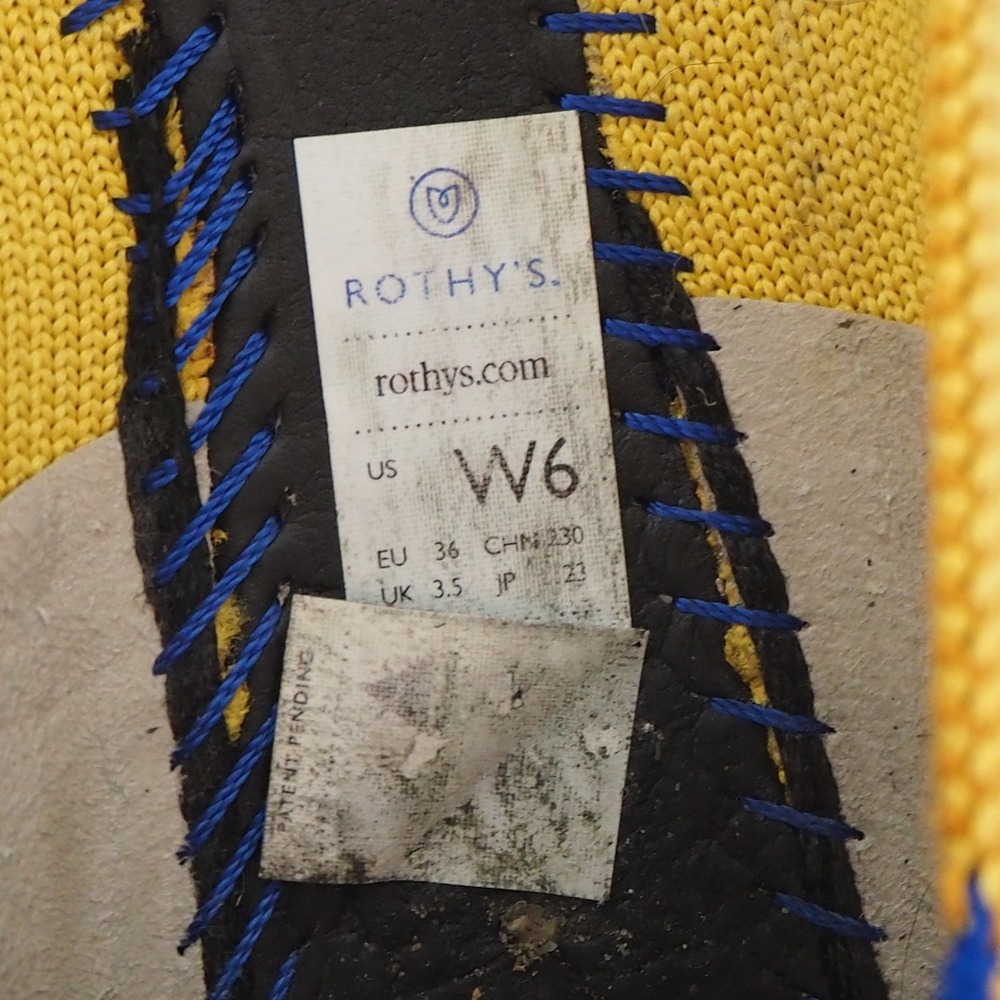 ROTHY'S.
rothys.com
US W6
EU 36 CHN 230
UK 3.5 JP 23
PATENT PENDING